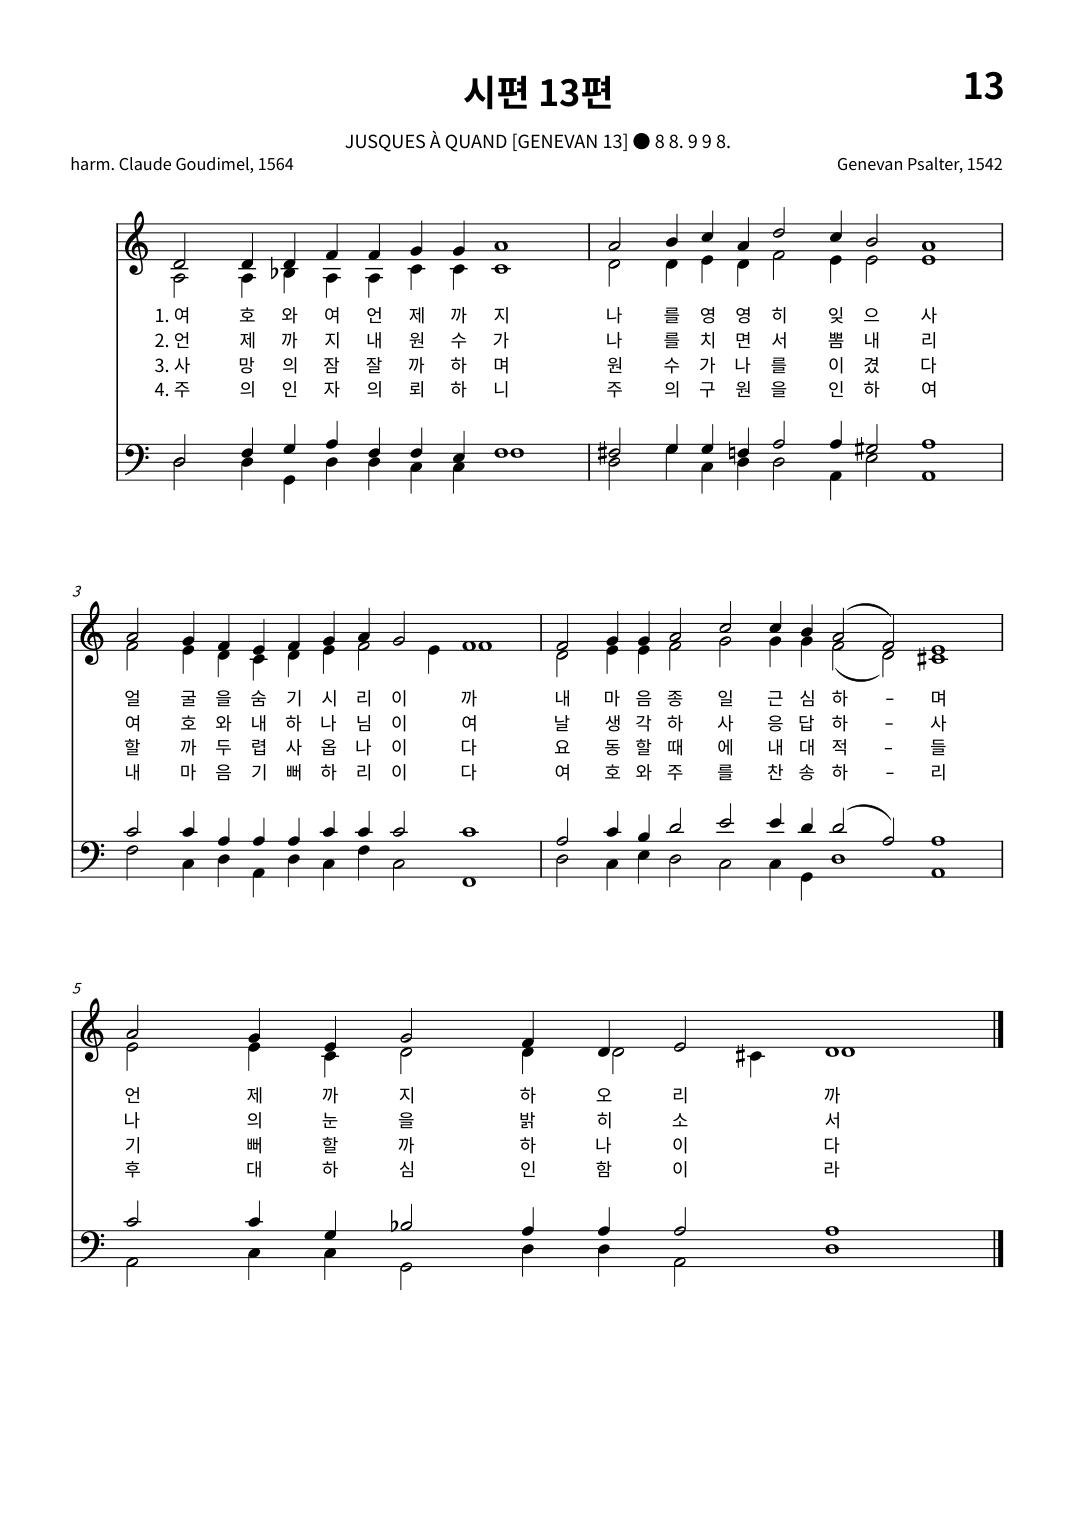 시편 13편
13
JUSQUES À QUAND [GENEVAN 13] ● 8 8. 9 9 8.
harm. Claude Goudimel, 1564
Genevan Psalter, 1542
1. 여 호 와 여 언 제 까 지 나 를 영 영 히 잊 으 사
2. 언 제 까 지 내 원 수 가 나 를 치 면 서 뽐 내 리
3. 사 망 의 잠 잘 까 하 며 원 수 가 나 를 이 겼 다
4. 주 의 인 자 의 뢰 하 니 주 의 구 원 을 인 하 여
3
얼 굴 을 숨 기 시 리 이 까 내 마 음 종 일 근 심 하 – 며
여 호 와 내 하 나 님 이 여 날 생 각 하 사 응 답 하 – 사
할 까 두 렵 사 옵 나 이 다 요 동 할 때 에 내 대 적 – 들
내 마 음 기 뻐 하 리 이 다 여 호 와 주 를 찬 송 하 – 리
5
언 제 까 지 하 오 리 까
나 의 눈 을 밝 히 소 서
기 뻐 할 까 하 나 이 다
후 대 하 심 인 함 이 라